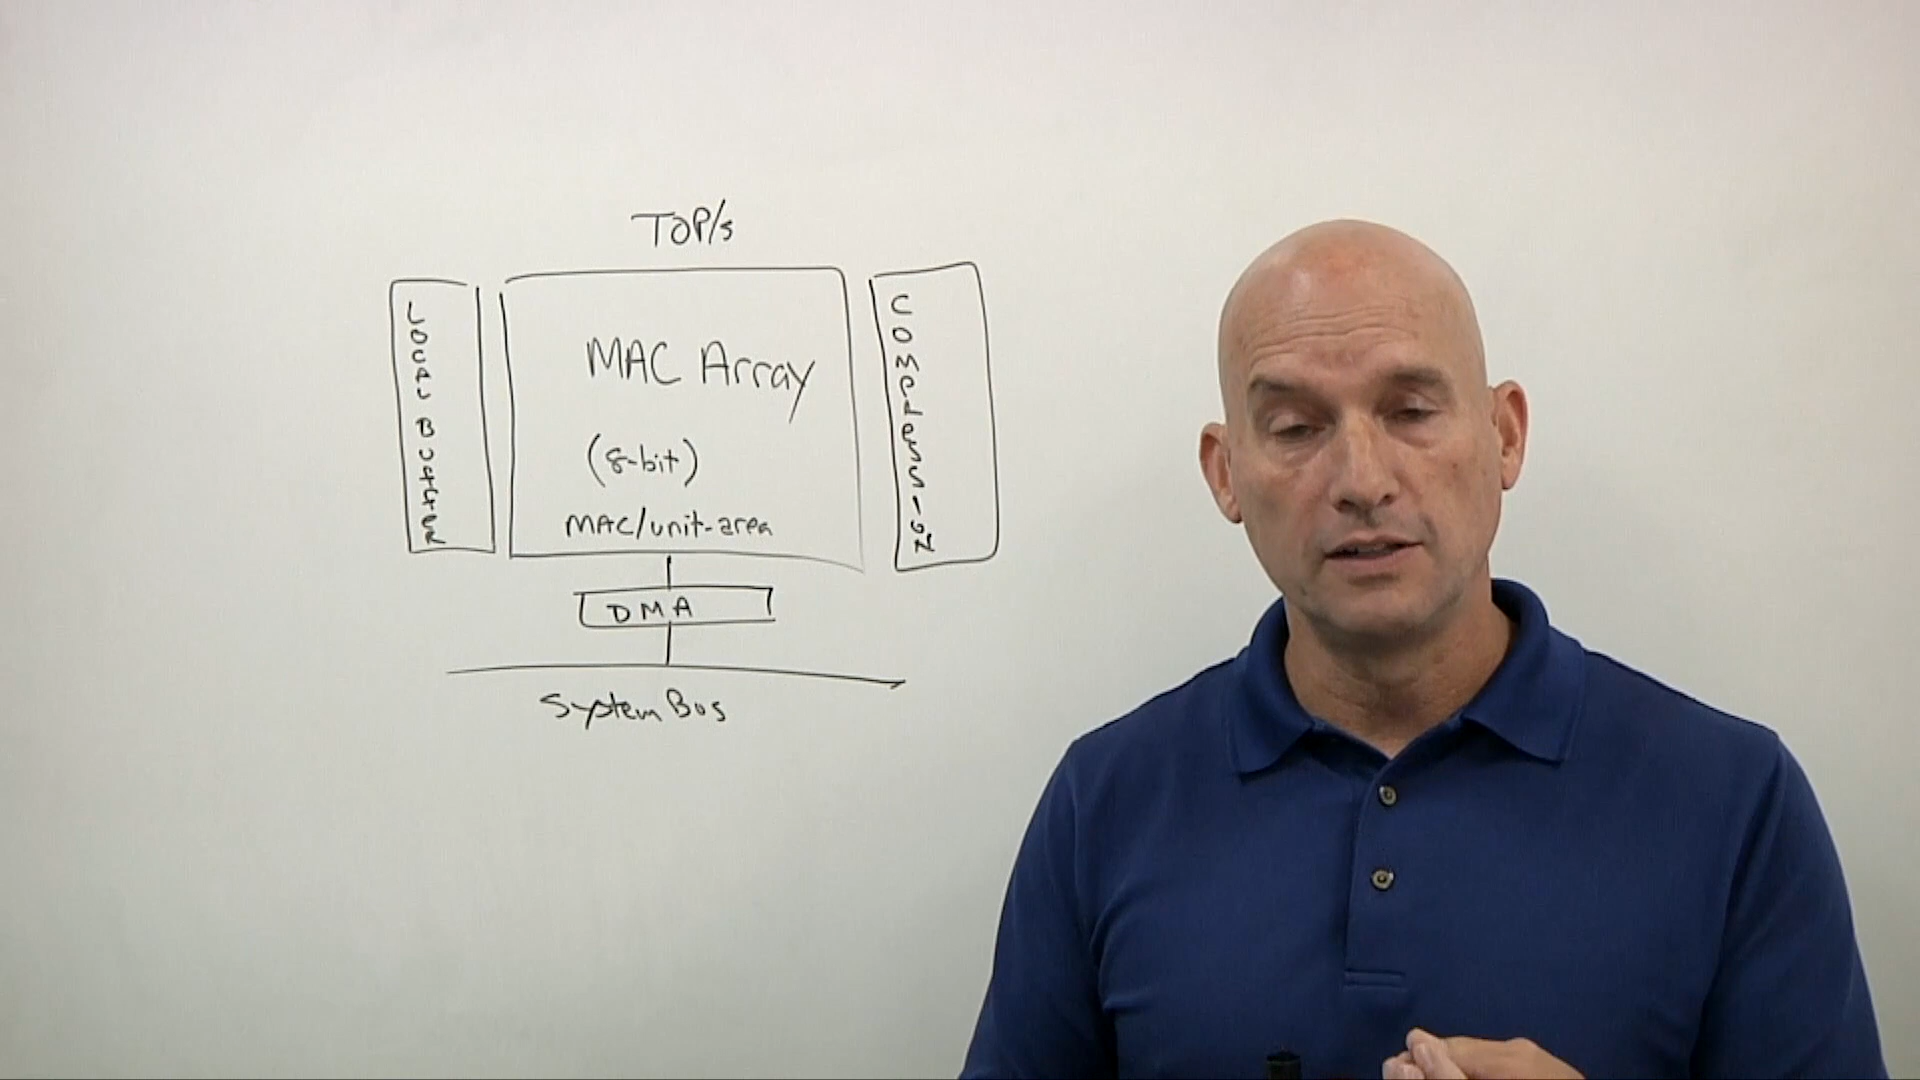 TOP/s
LOCAL BUFFER
MAC Array
(8-bit)
MAC/unit-area
COMPRESSION
DMA
System Bus